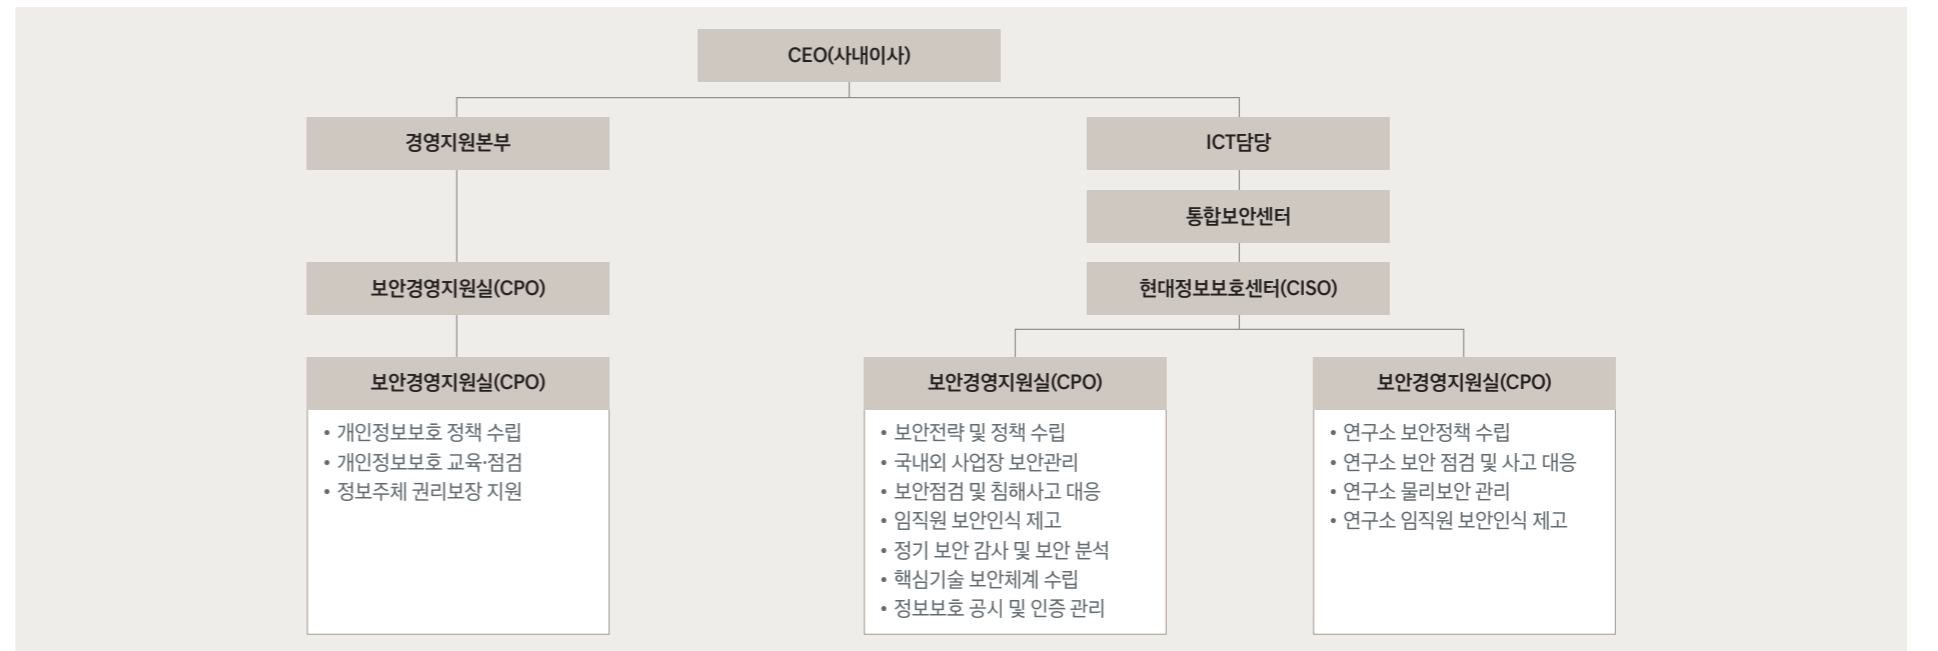 CEO(사내이사)
경영지원본부
ICT담당
통합보안센터
보안경영지원실(CPO)
현대정보보호센터(CISO)
보안경영지원실(CPO)
• 개인정보보호 정책 수립
• 개인정보보호 교육·점검
• 정보주체 권리보장 지원
보안경영지원실(CPO)
• 보안전략 및 정책 수립
• 국내외 사업장 보안관리
• 보안점검 및 침해사고 대응
• 임직원 보안인식 제고
• 정기 보안 감사 및 보안 분석
• 핵심기술 보안체계 수립
• 정보보호 공시 및 인증 관리
보안경영지원실(CPO)
• 연구소 보안정책 수립
• 연구소 보안 점검 및 사고 대응
• 연구소 물리보안 관리
• 연구소 임직원 보안인식 제고